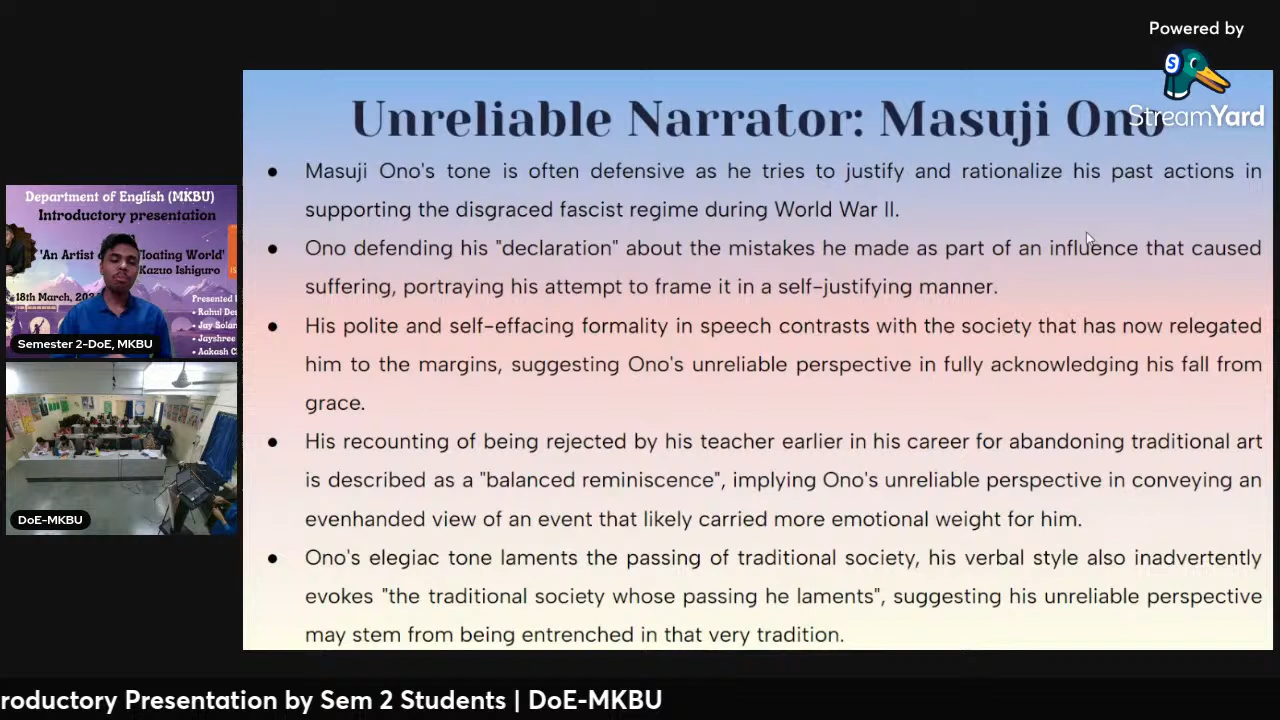 Powered by
S
StreamYard
Unreliable Narrator: Masuji Ono
● Masuji Ono's tone is often defensive as he tries to justify and rationalize his past actions in
supporting the disgraced fascist regime during World War II.
● Ono defending his "declaration" about the mistakes he made as part of an influence that caused
suffering, portraying his attempt to frame it in a self-justifying manner.
● His polite and self-effacing formality in speech contrasts with the society that has now relegated
him to the margins, suggesting Ono's unreliable perspective in fully acknowledging his fall from
grace.
● His recounting of being rejected by his teacher earlier in his career for abandoning traditional art
is described as a "balanced reminiscence", implying Ono's unreliable perspective in conveying an
evenhanded view of an event that likely carried more emotional weight for him.
● Ono's elegiac tone laments the passing of traditional society, his verbal style also inadvertently
evokes "the traditional society whose passing he laments", suggesting his unreliable perspective
may stem from being entrenched in that very tradition.
Department of English (MKBU)
Introductory presentation
'An Artist Floating World'
Kazuo Ishiguro
18th March,
Presented
• Rahul
• Jay
• Jayshree
• Aakash
Semester 2-DoE, MKBU
DoE-MKBU
roductory Presentation by Sem 2 Students | DoE-MKBU